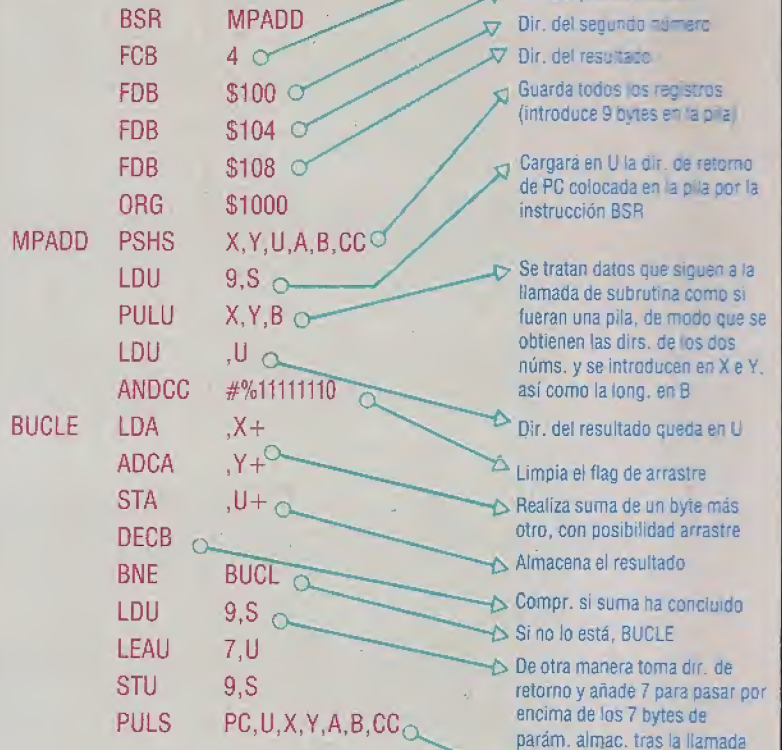 BSR MPADD
FCB 4
FDB $100
FDB $104
FDB $108
ORG $1000
MPADD PSHS X,Y,U,A,B,CC
LDU 9,S
PULU X,Y,B
LDU ,U
ANDCC #%11111110
BUCLE LDA ,X+
ADCA ,Y+
STA ,U+
DECB
BNE BUCL
LDU 9,S
LEAU 7,U
STU 9,S
PULS PC,U,X,Y,A,B,CC
Dir. del segundo número
Dir. del resultado
Guarda todos los registros
(introduce 9 bytes en la pila)
Cargará en U la dir. de retorno
de PC colocada en la pila por la
instrucción BSR
Se tratan datos que siguen a la
llamada de subrutina como si
fueran una pila, de modo que se
obtienen las dirs. de los dos
núms. y se introducen en X e Y,
así como la long. en B
Dir. del resultado queda en U
Limpia el flag de arrastre
Realiza suma de un byte más
otro, con posibilidad arrastre
Almacena el resultado
Compr. si suma ha concluido
Si no lo está, BUCLE
De otra manera toma dir. de
retorno y añade 7 para pasar por
encima de los 7 bytes de
parám. almac. tras la llamada